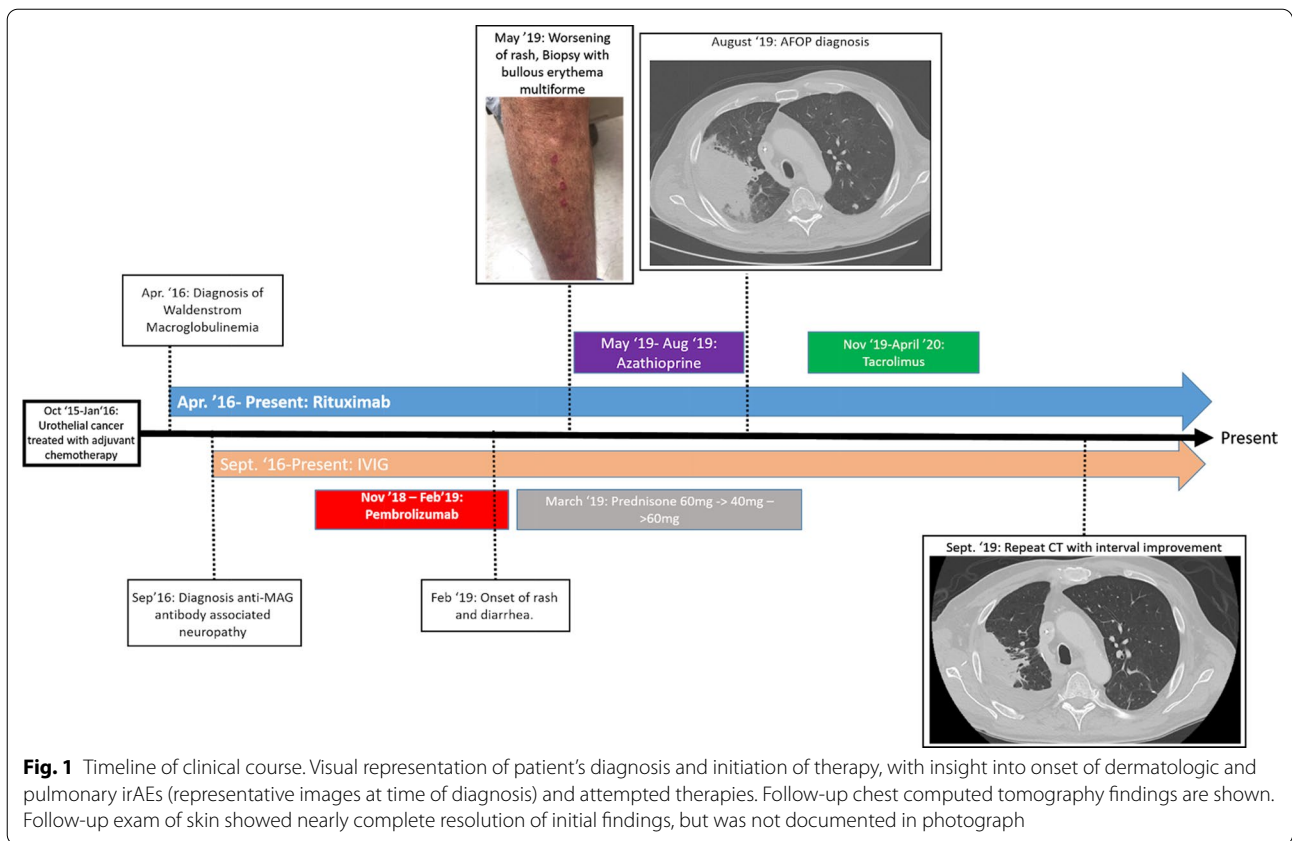 May ’19: Worsening
of rash, Biopsy with
bullous erythema
multiforme
August ‘19: AFOP diagnosis
Apr. ‘16: Diagnosis of
Waldenstrom
Macroglobulinemia
May ‘19- Aug ‘19:
Azathioprine
Nov ‘19-April ’20:
Tacrolimus
Apr. ’16- Present: Rituximab
Oct ‘15-Jan‘16:
Urothelial cancer
treated with adjuvant
chemotherapy
Present
Sept. ‘16-Present: IVIG
Nov ’18 – Feb’19:
Pembrolizumab
March ‘19: Prednisone 60mg -> 40mg –
>60mg
Sep’16: Diagnosis anti-MAG
antibody associated
neuropathy
Feb ‘19: Onset of rash
and diarrhea.
Sept. ‘19: Repeat CT with interval improvement
Fig. 1 Timeline of clinical course. Visual representation of patient’s diagnosis and initiation of therapy, with insight into onset of dermatologic and
pulmonary irAEs (representative images at time of diagnosis) and attempted therapies. Follow-up chest computed tomography findings are shown.
Follow-up exam of skin showed nearly complete resolution of initial findings, but was not documented in photograph